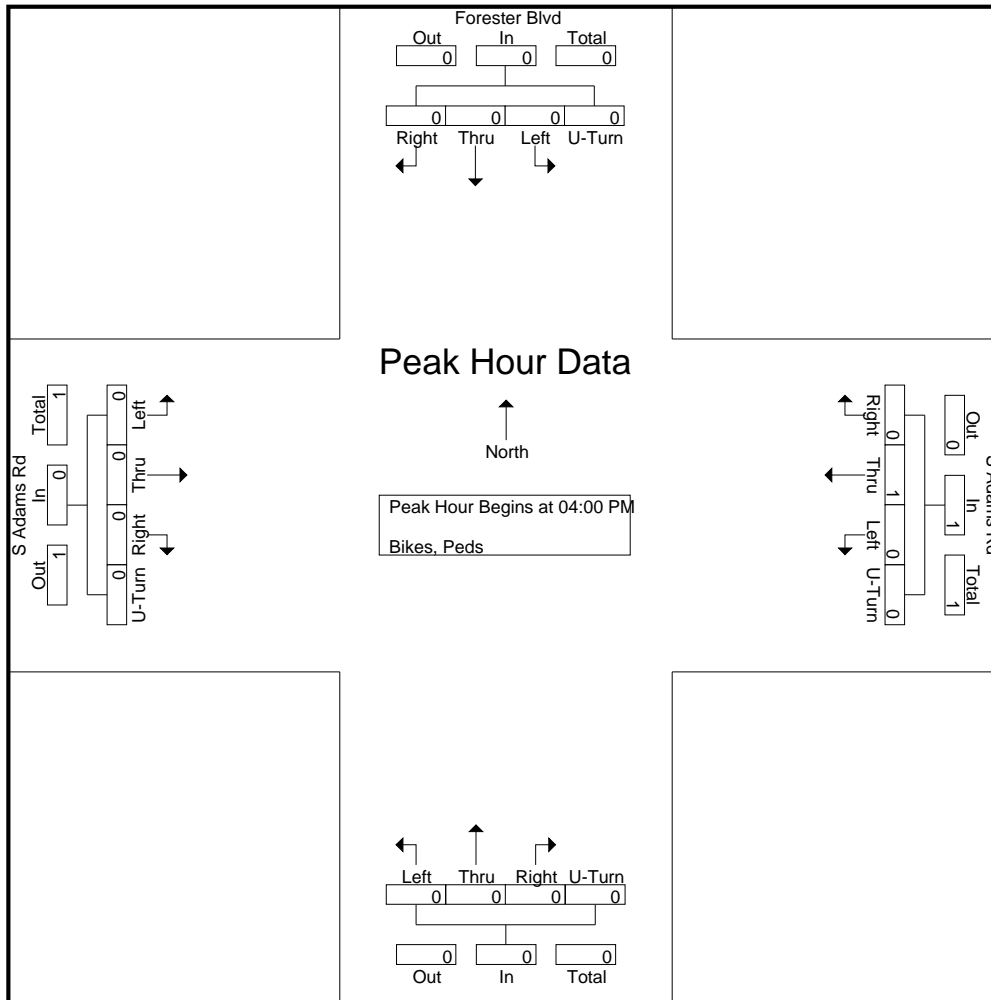 Forester Blvd
Out In Total
0 0 0
0 0 0 0
Right Thru Left U-Turn
Peak Hour Data
North
Peak Hour Begins at 04:00 PM
Bikes, Peds
S Adams Rd
Total In Out
1 0 1
0 0 0 0
Left Thru Right U-Turn
Right Thru Left U-Turn
0 1 0 0
Out In Total
0 1 1
S Adams Rd
Left Thru Right U-Turn
0 0 0 0
0 0 0
Out In Total